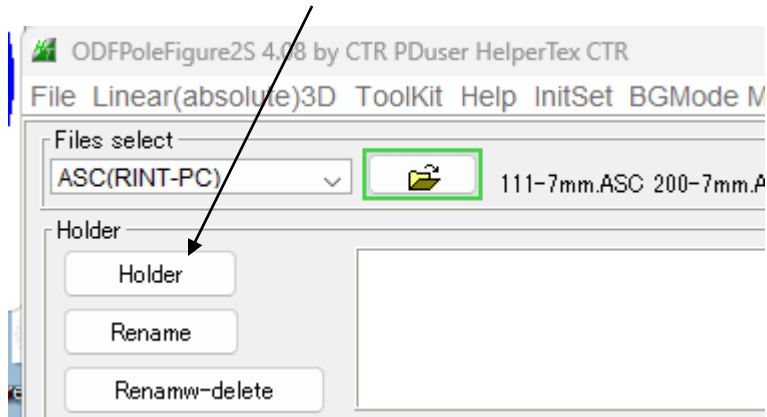 ODFPoleFigure2S 4.08 by CTR PDuser HelperTex CTR
File Linear(absolute)3D ToolKit Help InitSet BGMode M
Files select
ASC(RINT-PC)
111-7mm.ASC 200-7mm.A
Holder
Holder
Rename
Renamw-delete